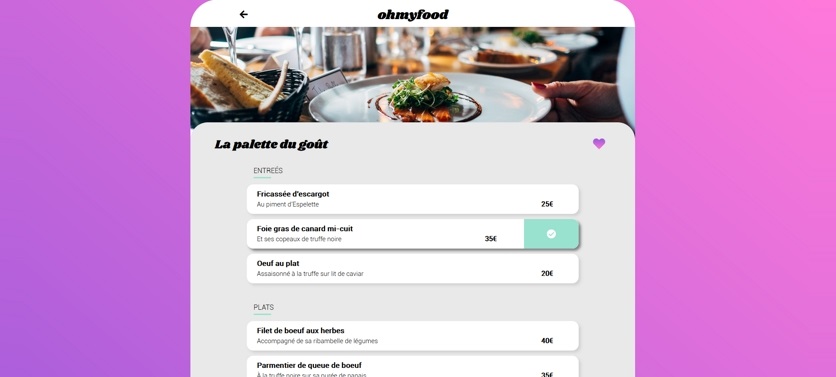 ohmyfood
La palette du goût
ENTREÉS
Fricassée d'escargot
Au piment d'Espelette
25€
Foie gras de canard mi-cuit
Et ses copeaux de truffe noire
35€
Oeuf au plat
Assaisonné à la truffe sur lit de caviar
20€
PLATS
Filet de boeuf aux herbes
Accompagné de sa ribambelle de légumes
40€
Parmentier de queue de boeuf
À la truffe noire sur sa purée de panais
35€